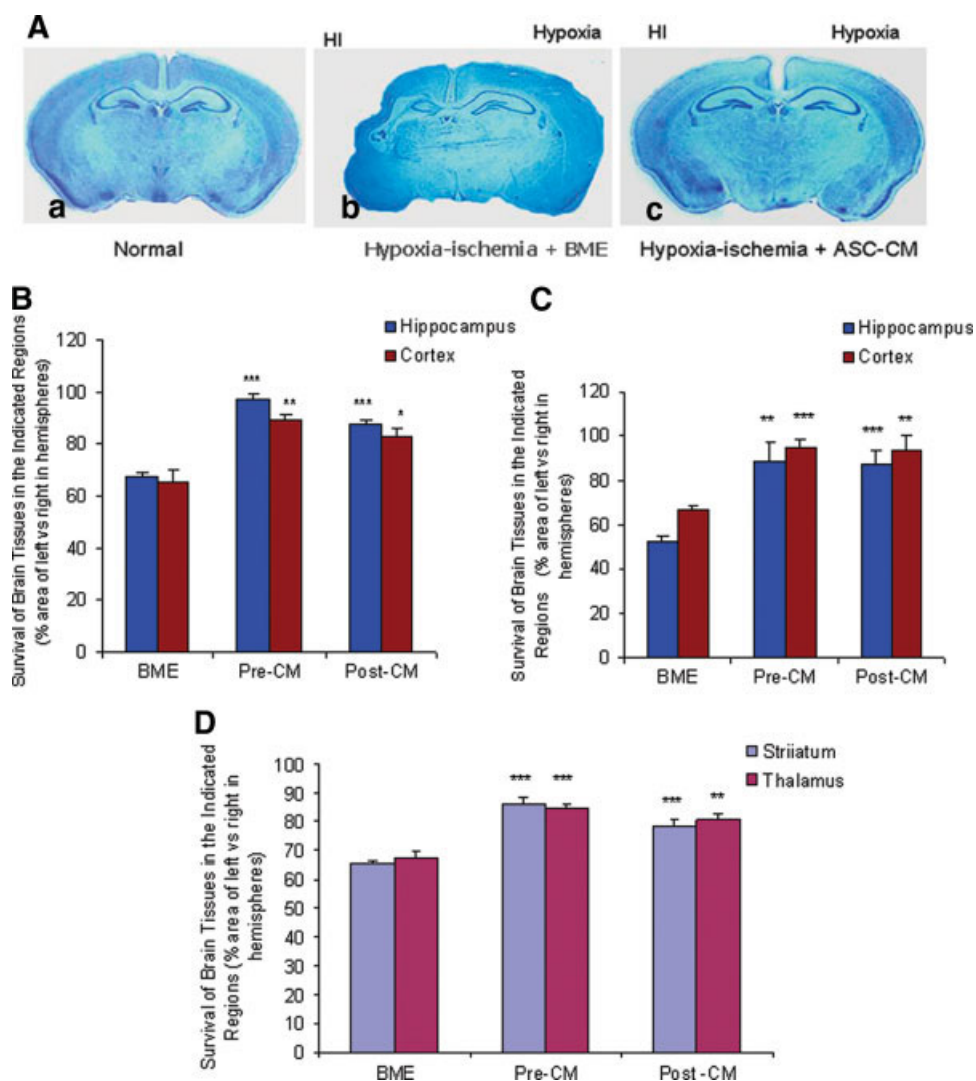 A
HI
Hypoxia
HI
Hypoxia
a
b
c
Normal
Hypoxia-ischemia + BME
Hypoxia-ischemia + ASC-CM
B
Hippocampus
Cortex
Survival of Brain Tissues in the Indicated Regions
(% area of left vs right in hemispheres)
120
100
80
60
40
20
0
***
**
***
*
BME
Pre-CM
Post-CM
C
Hippocampus
Cortex
Survival of Brain Tissues in the Indicated
Regions (% area of left vs right in
hemispheres)
120
100
80
60
40
20
0
**
***
***
**
BME
Pre-CM
Post-CM
D
Striiatum
Thalamus
Survival of Brain Tissues in the Indicated
Regions (% area of left vs right in
hemispheres)
100
90
80
70
60
50
40
30
20
10
0
***
***
***
**
BME
Pre-CM
Post -CM